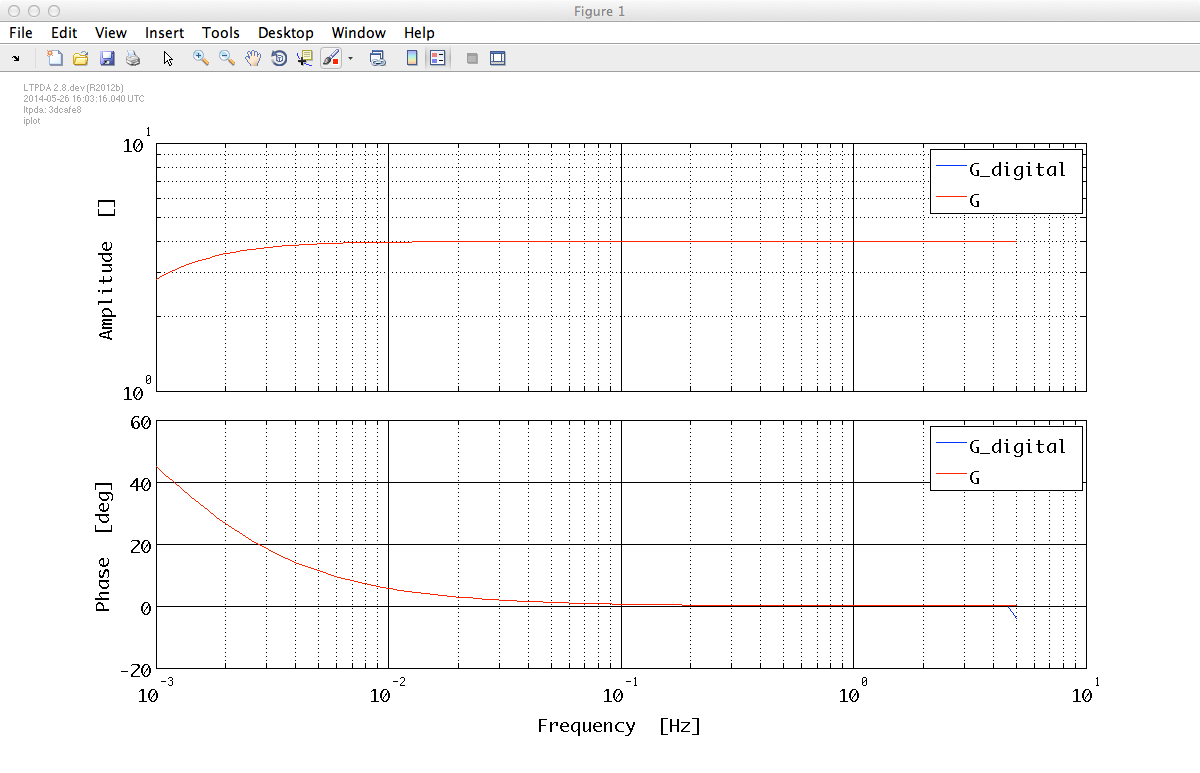 Figure 1
File Edit View Insert Tools Desktop Window Help
LTPDA 2.8.dev (R2012b)
2014-05-26 16:03:16.040 UTC
ltpda: 3dcafe8
iplot
10^1
10^0
Amplitude []
G_digital
G
60
40
20
0
-20
Phase [deg]
G_digital
G
10^-3 10^-2 10^-1 10^0 10^1
Frequency [Hz]